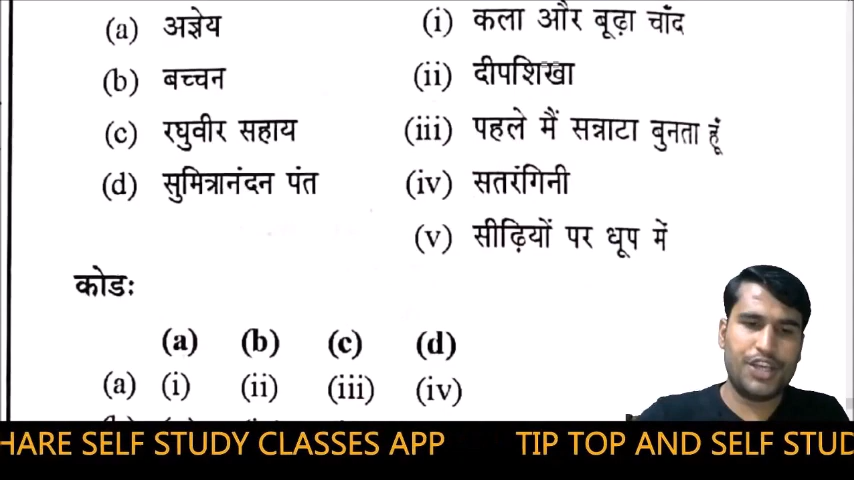 (a) अज्ञेय (i) कला और बूढ़ा चाँद
(b) बच्चन (ii) दीपशिखा
(c) रघुवीर सहाय (iii) पहले मैं सन्नाटा बुनता हूँ
(d) सुमित्रानंदन पंत (iv) सतरंगिनी
(v) सीढ़ियों पर धूप में
कोडः
(a) (b) (c) (d)
(a) (i) (ii) (iii) (iv)
HARE SELF STUDY CLASSES APP TIP TOP AND SELF STUD